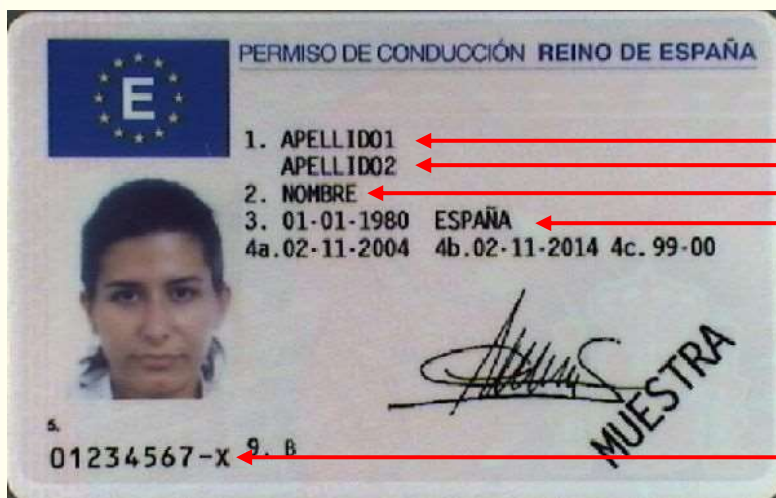 PERMISO DE CONDUCCIÓN REINO DE ESPAÑA
E
1. APELLIDO1
APELLIDO2
2. NOMBRE
3. 01-01-1980 ESPAÑA
4a.02-11-2004 4b.02-11-2014 4c.99-00
MUESTRA
5.
01234567-X 9. B